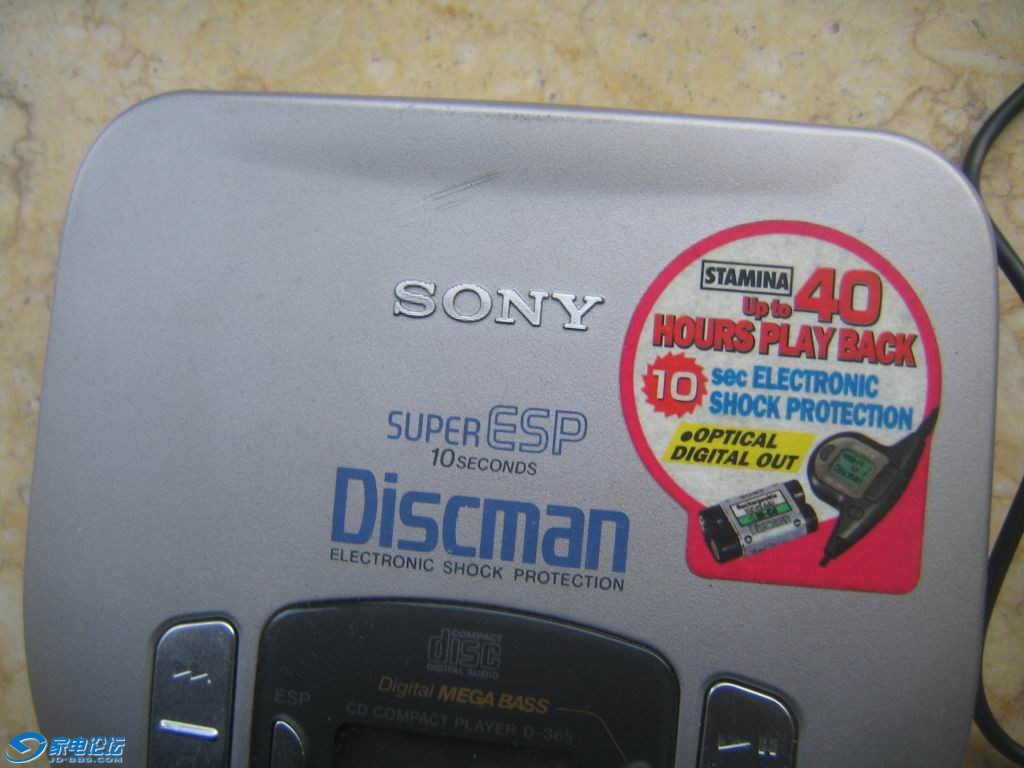 SONY
SUPER ESP
10 SECONDS
Discman
ELECTRONIC SHOCK PROTECTION
STAMINA
Up to 40
HOURS PLAY BACK
10 sec ELECTRONIC
SHOCK PROTECTION
●OPTICAL
DIGITAL OUT
Rechargeable
Discman
COMPACT
disc
DIGITAL AUDIO
Digital MEGA BASS
ESP
CD COMPACT PLAYER D-365
家电论坛
JD-BBS.COM